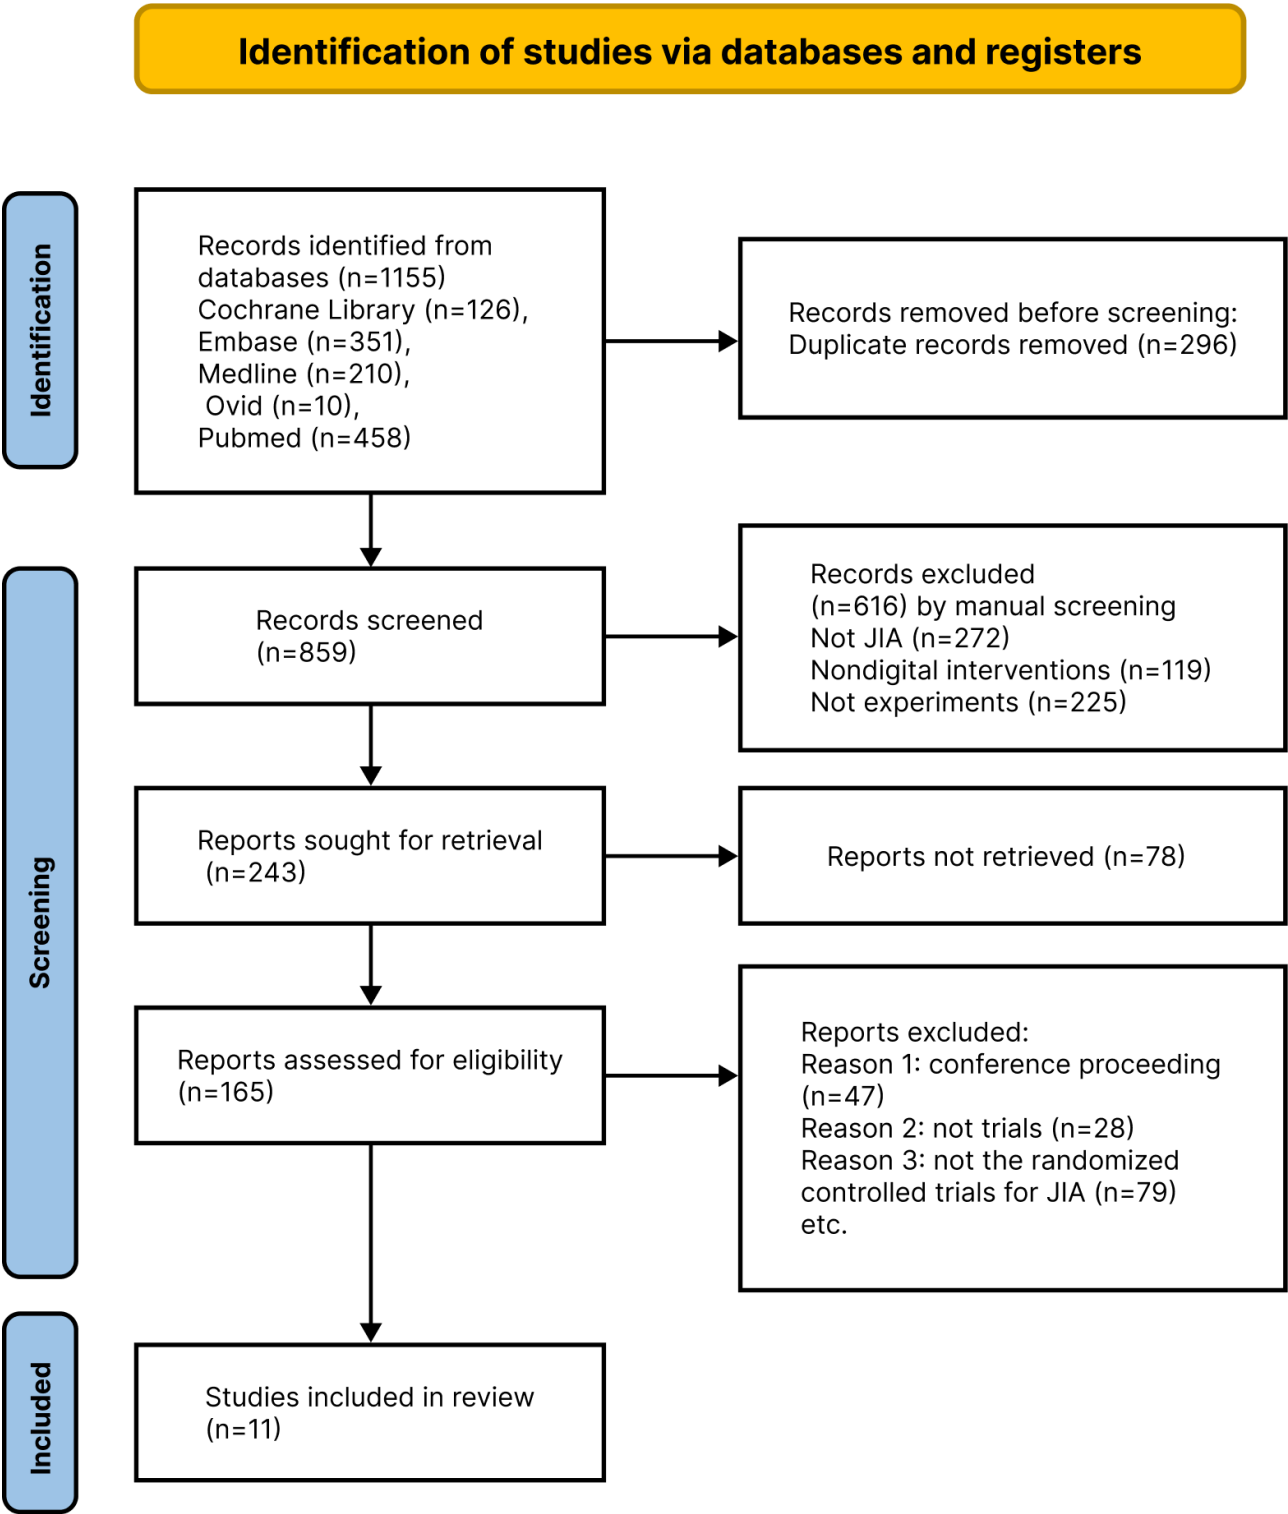 Identification of studies via databases and registers
Identification
Records identified from
databases (n=1155)
Cochrane Library (n=126),
Embase (n=351),
Medline (n=210),
Ovid (n=10),
Pubmed (n=458)
Records removed before screening:
Duplicate records removed (n=296)
Screening
Records screened
(n=859)
Records excluded
(n=616) by manual screening
Not JIA (n=272)
Nondigital interventions (n=119)
Not experiments (n=225)
Reports sought for retrieval
(n=243)
Reports not retrieved (n=78)
Reports assessed for eligibility
(n=165)
Reports excluded:
Reason 1: conference proceeding
(n=47)
Reason 2: not trials (n=28)
Reason 3: not the randomized
controlled trials for JIA (n=79)
etc.
Included
Studies included in review
(n=11)